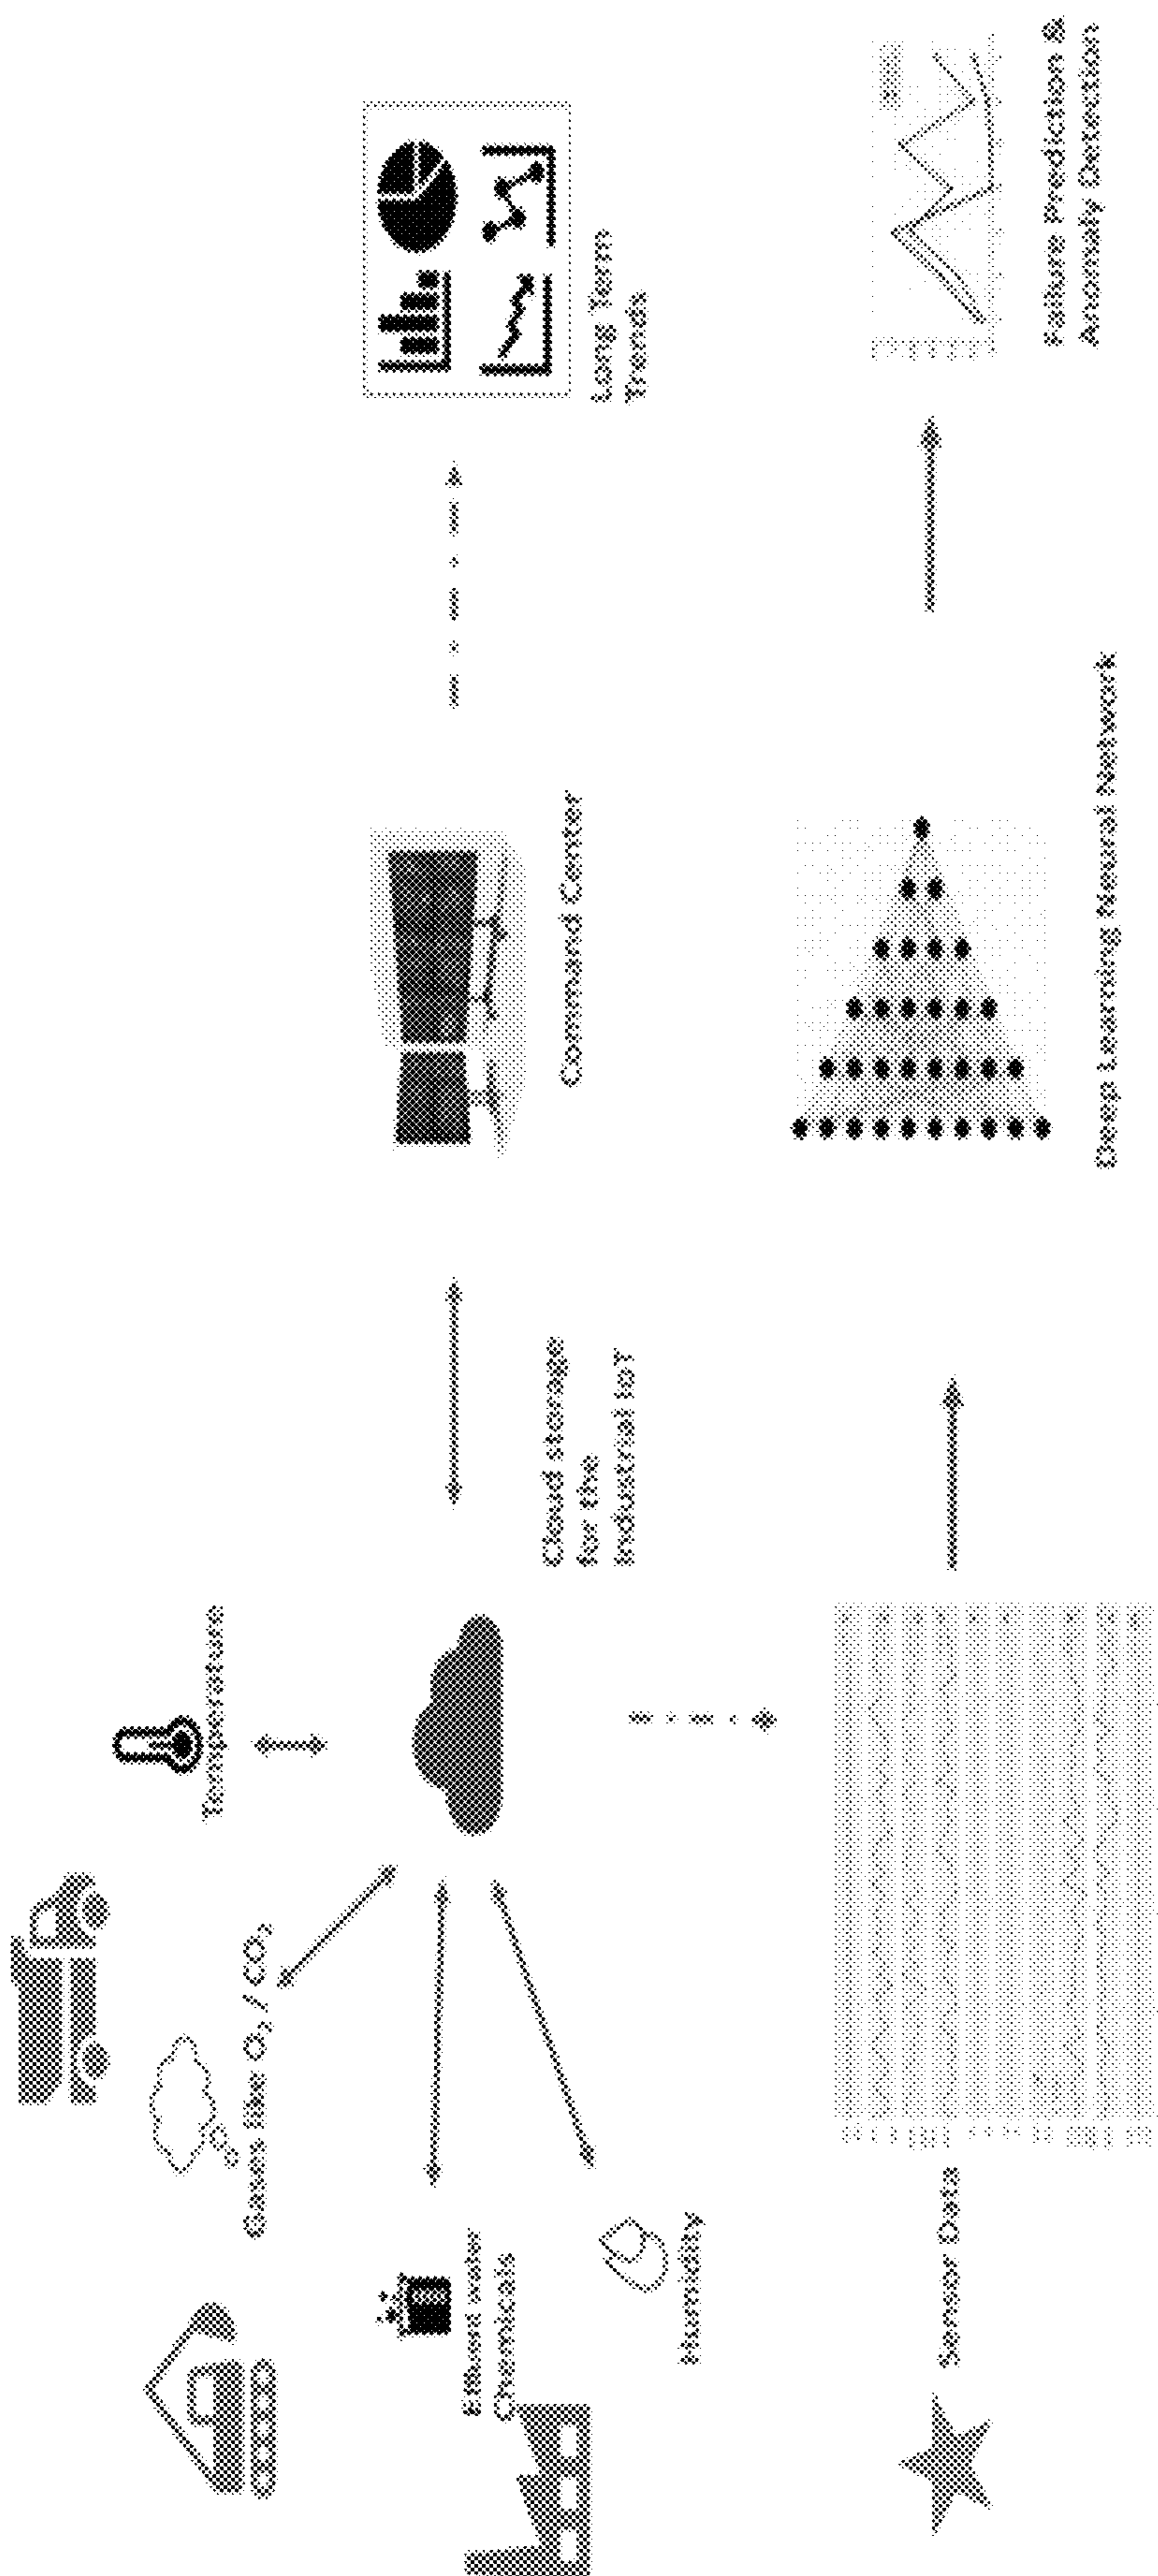 Temperature
Gases like O₂ / CO₂
Effluent water
Chemicals
Humidity
Cloud storage
for the
Industrial IoT
Command Center
Long Term
Trends
Sensor Data
Deep Learning Neural Network
Failure Prediction &
Anomaly Detection